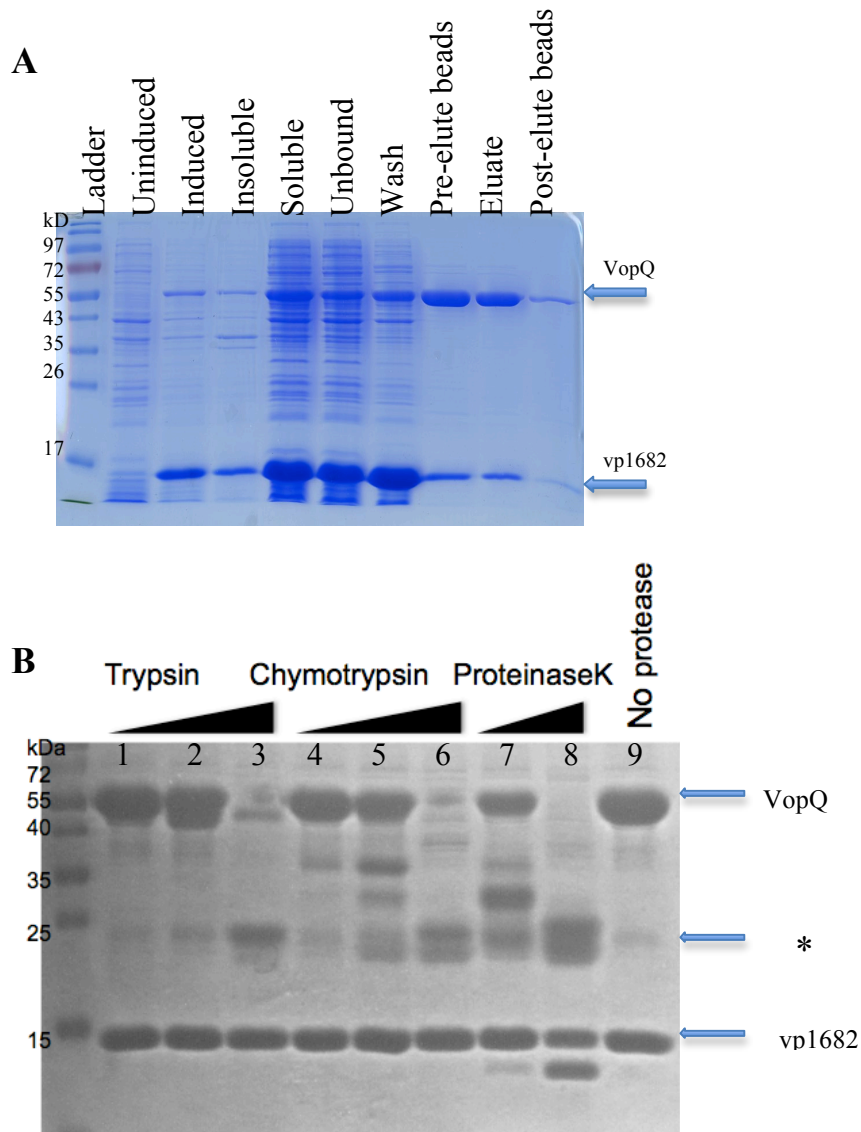 A
Ladder
Uninduced
Induced
Insoluble
Soluble
Unbound
Wash
Pre-elute beads
Eluate
Post-elute beads
kD
97
72
55
43
35
26
17
VopQ
vp1682
B
Trypsin
Chymotrypsin
ProteinaseK
No protease
kDa
1 2 3 4 5 6 7 8 9
72
55
40
35
25
15
VopQ
*
vp1682